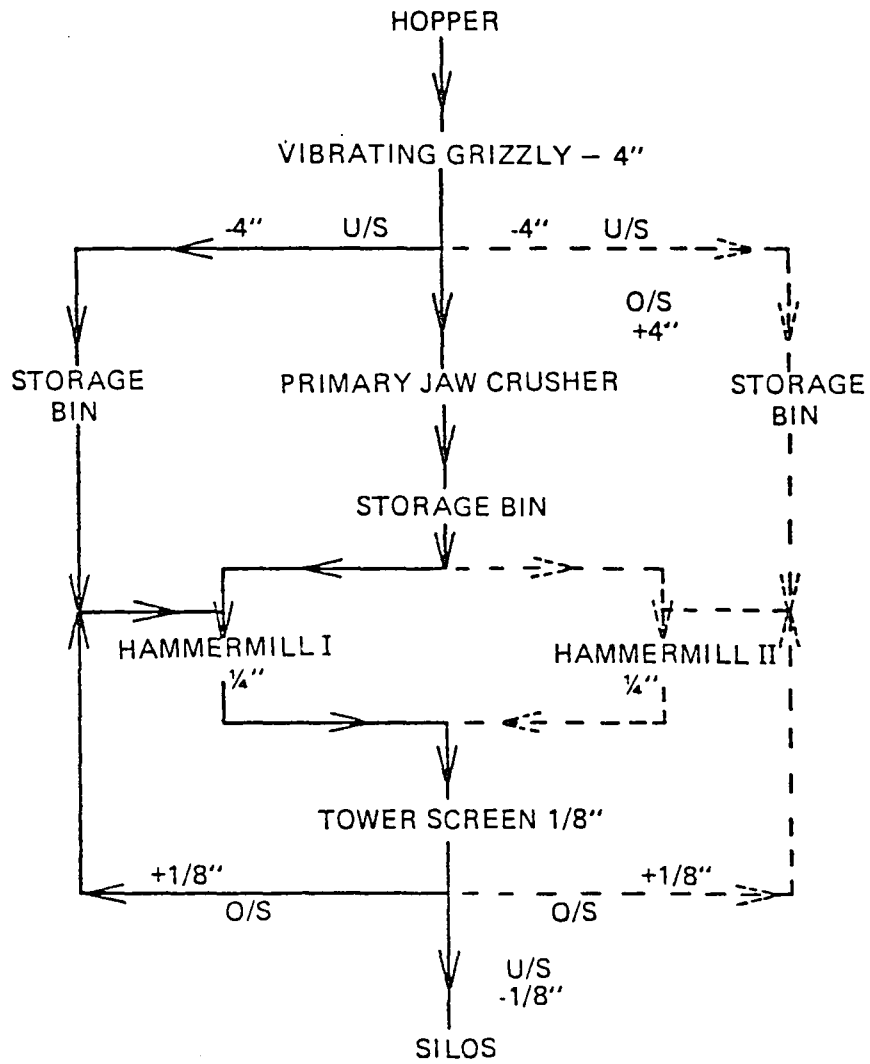 HOPPER
VIBRATING GRIZZLY – 4"
-4" U/S -4" U/S
O/S
+4"
STORAGE
BIN
PRIMARY JAW CRUSHER
STORAGE
BIN
STORAGE BIN
HAMMERMILL I
¼"
HAMMERMILL II
¼"
TOWER SCREEN 1/8"
+1/8"
O/S
+1/8"
O/S
U/S
-1/8"
SILOS